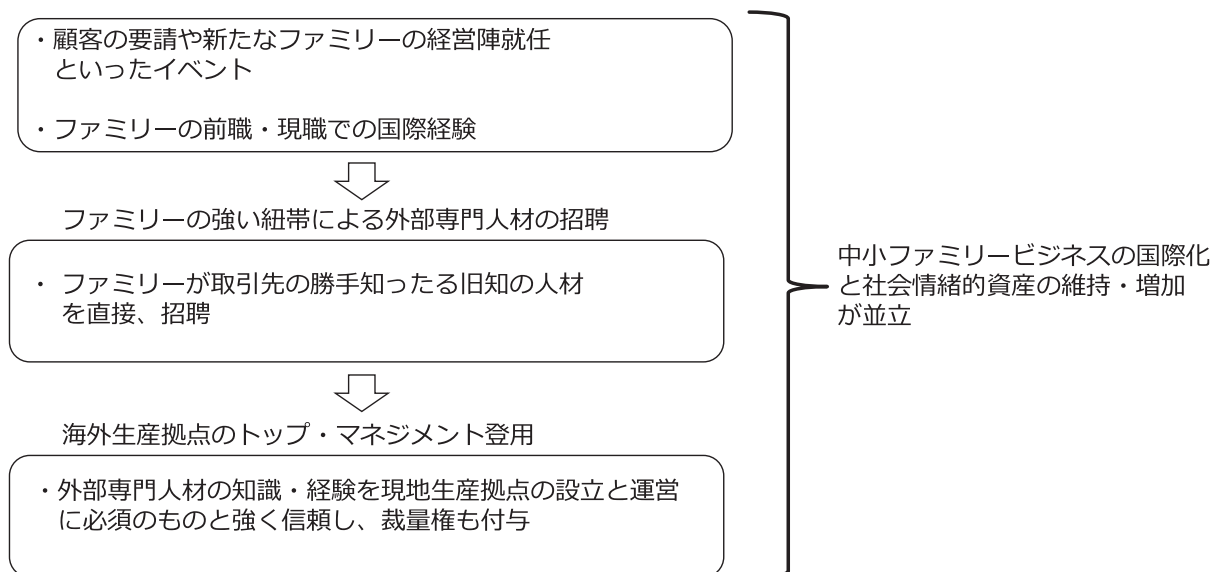 ・顧客の要請や新たなファミリーの経営陣就任
といったイベント
・ファミリーの前職・現職での国際経験
ファミリーの強い紐帯による外部専門人材の招聘
・ ファミリーが取引先の勝手知ったる旧知の人材
を直接、招聘
海外生産拠点のトップ・マネジメント登用
・外部専門人材の知識・経験を現地生産拠点の設立と運営
に必須のものと強く信頼し、裁量権も付与
中小ファミリービジネスの国際化
と社会情緒的資産の維持・増加
が並立